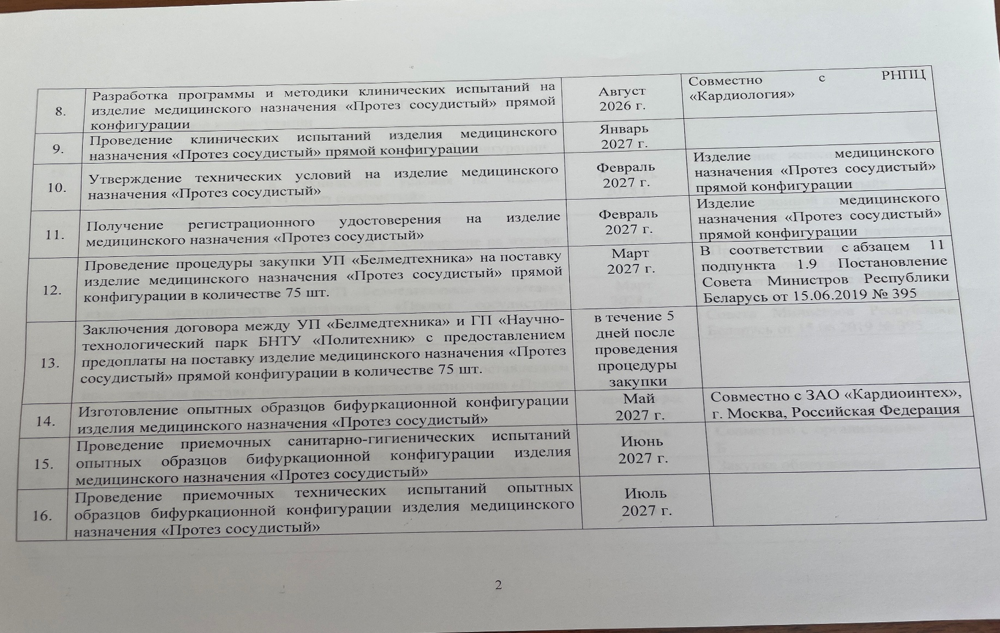 8.
Разработка программы и методики клинических испытаний на
изделие медицинского назначения «Протез сосудистый» прямой
конфигурации
Август
2026 г.
Совместно с РНПЦ
«Кардиология»
9.
Проведение клинических испытаний изделия медицинского
назначения «Протез сосудистый» прямой конфигурации
Январь
2027 г.
10.
Утверждение технических условий на изделие медицинского
назначения «Протез сосудистый»
Февраль
2027 г.
Изделие медицинского
назначения «Протез сосудистый»
прямой конфигурации
11.
Получение регистрационного удостоверения на изделие
медицинского назначения «Протез сосудистый»
Февраль
2027 г.
Изделие медицинского
назначения «Протез сосудистый»
прямой конфигурации
12.
Проведение процедуры закупки УП «Белмедтехника» на поставку
изделие медицинского назначения «Протез сосудистый» прямой
конфигурации в количестве 75 шт.
Март
2027 г.
В соответствии с абзацем 11
подпункта 1.9 Постановление
Совета Министров Республики
Беларусь от 15.06.2019 № 395
13.
Заключения договора между УП «Белмедтехника» и ГП «Научно-
технологический парк БНТУ «Политехник» с предоставлением
предоплаты на поставку изделие медицинского назначения «Протез
сосудистый» прямой конфигурации в количестве 75 шт.
в течение 5
дней после
проведения
процедуры
закупки
14.
Изготовление опытных образцов бифуркационной конфигурации
изделия медицинского назначения «Протез сосудистый»
Май
2027 г.
Совместно с ЗАО «Кардиоинтех»,
г. Москва, Российская Федерация
15.
Проведение приемочных санитарно-гигиенических испытаний
опытных образцов бифуркационной конфигурации изделия
медицинского назначения «Протез сосудистый»
Июнь
2027 г.
16.
Проведение приемочных технических испытаний опытных
образцов бифуркационной конфигурации изделия медицинского
назначения «Протез сосудистый»
Июль
2027 г.
2